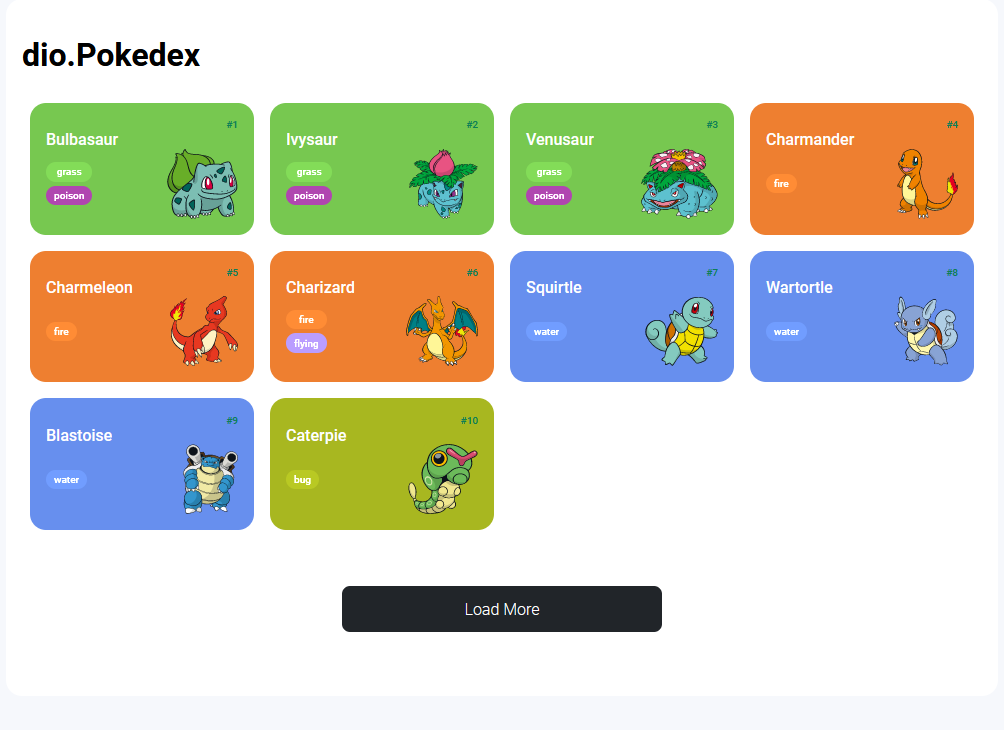 dio.Pokedex
#1
Bulbasaur
grass
poison
#2
Ivysaur
grass
poison
#3
Venusaur
grass
poison
#4
Charmander
fire
#5
Charmeleon
fire
#6
Charizard
fire
flying
#7
Squirtle
water
#8
Wartortle
water
#9
Blastoise
water
#10
Caterpie
bug
Load More